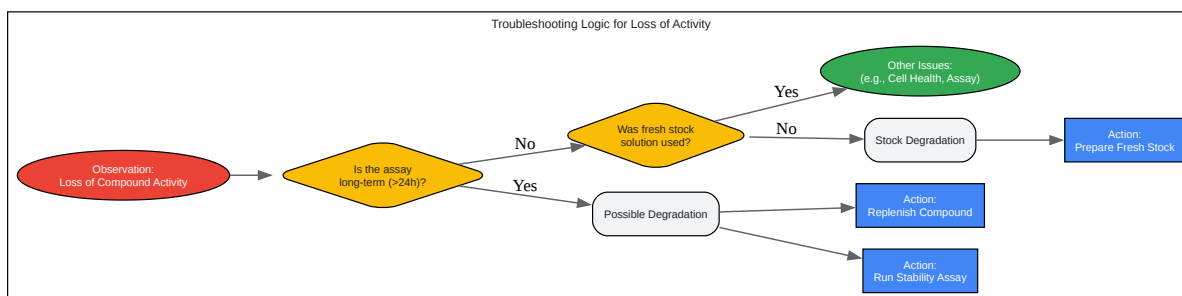 Troubleshooting Logic for Loss of Activity
Observation:
Loss of Compound Activity
Is the assay
long-term (>24h)?
No
Yes
Was fresh stock
solution used?
Yes
No
Other Issues:
(e.g., Cell Health, Assay)
Stock Degradation
Action:
Prepare Fresh Stock
Possible Degradation
Action:
Replenish Compound
Action:
Run Stability Assay